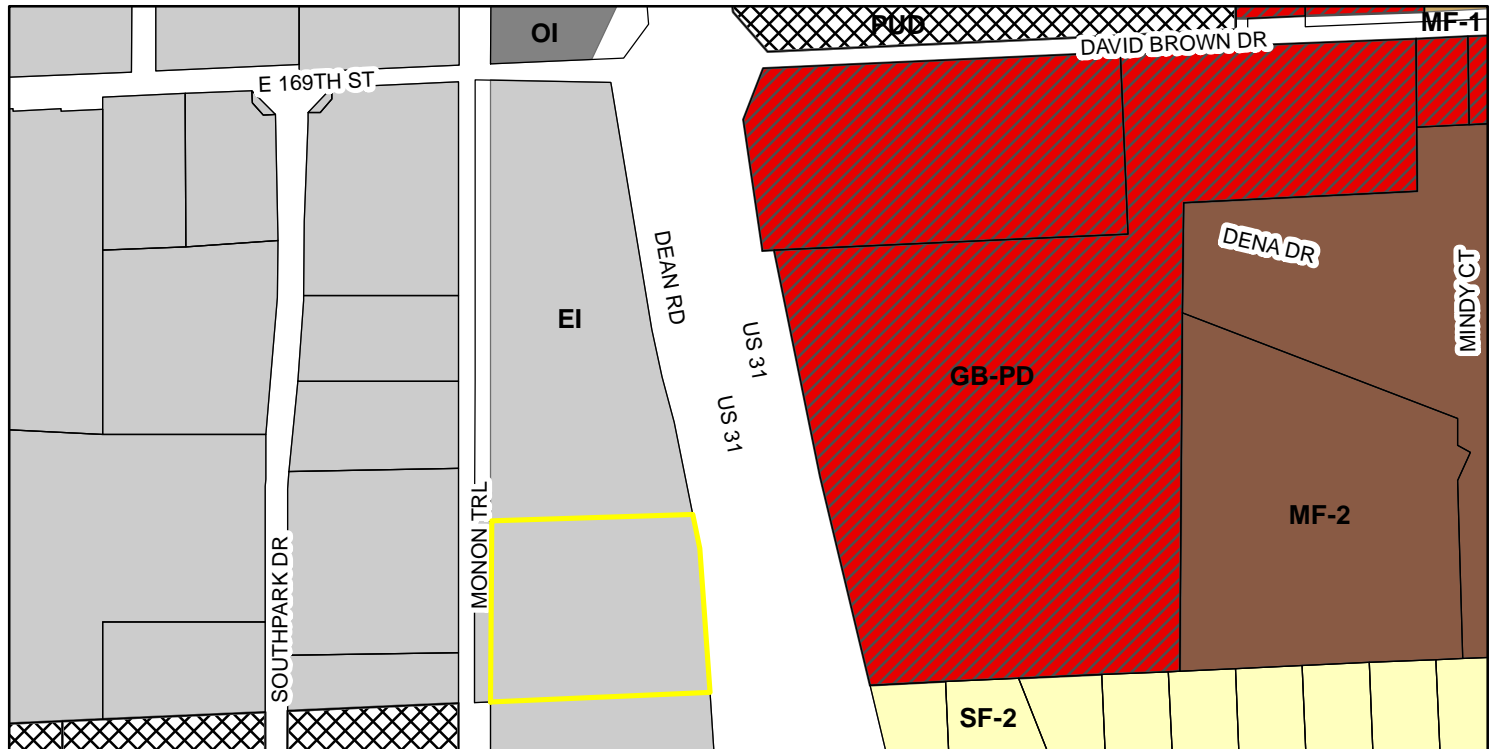 OI
PUD
MF-1
DAVID BROWN DR
E 169TH ST
DEAN RD
DENA DR
MINDY CT
EI
US 31
GB-PD
US 31
MONON TRL
MF-2
SOUTHPARK DR
SF-2